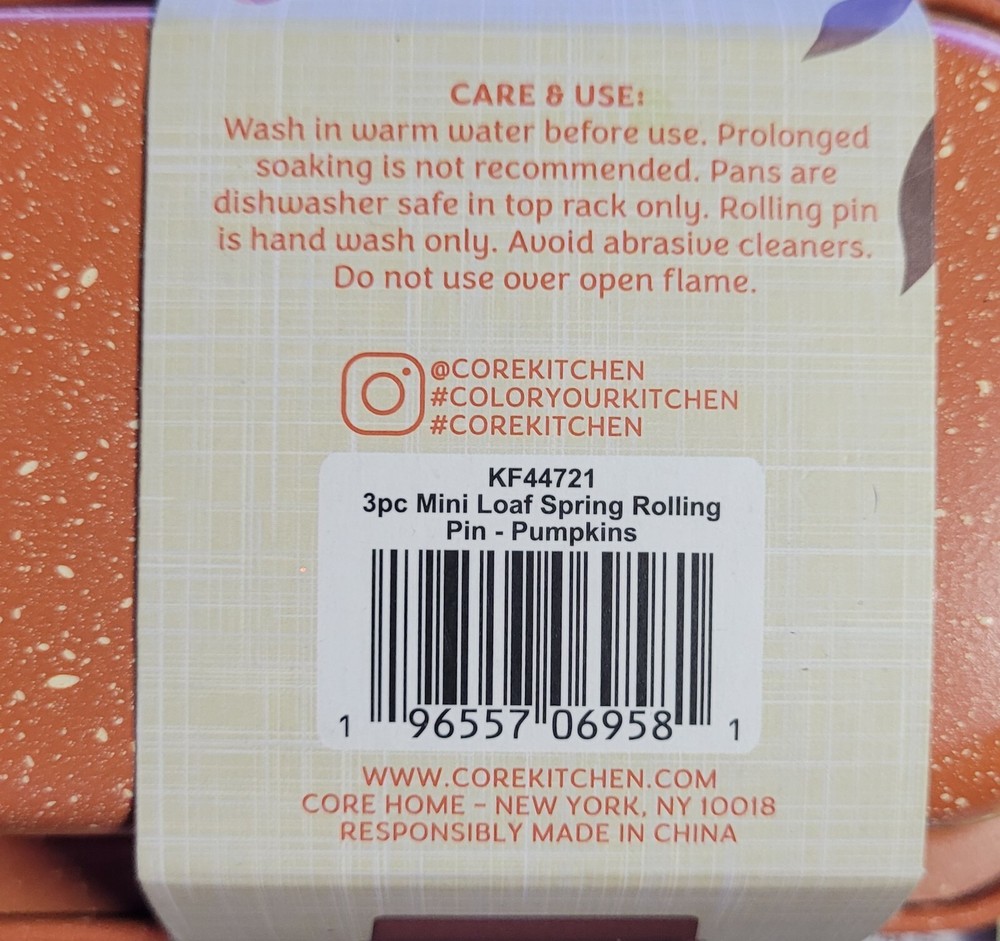 CARE & USE:
Wash in warm water before use. Prolonged
soaking is not recommended. Pans are
dishwasher safe in top rack only. Rolling pin
is hand wash only. Avoid abrasive cleaners.
Do not use over open flame.
@COREKITCHEN
#COLORYOURKITCHEN
#COREKITCHEN
KF44721
3pc Mini Loaf Spring Rolling
Pin - Pumpkins
1 96557 06958 1
WWW.COREKITCHEN.COM
CORE HOME - NEW YORK, NY 10018
RESPONSIBLY MADE IN CHINA